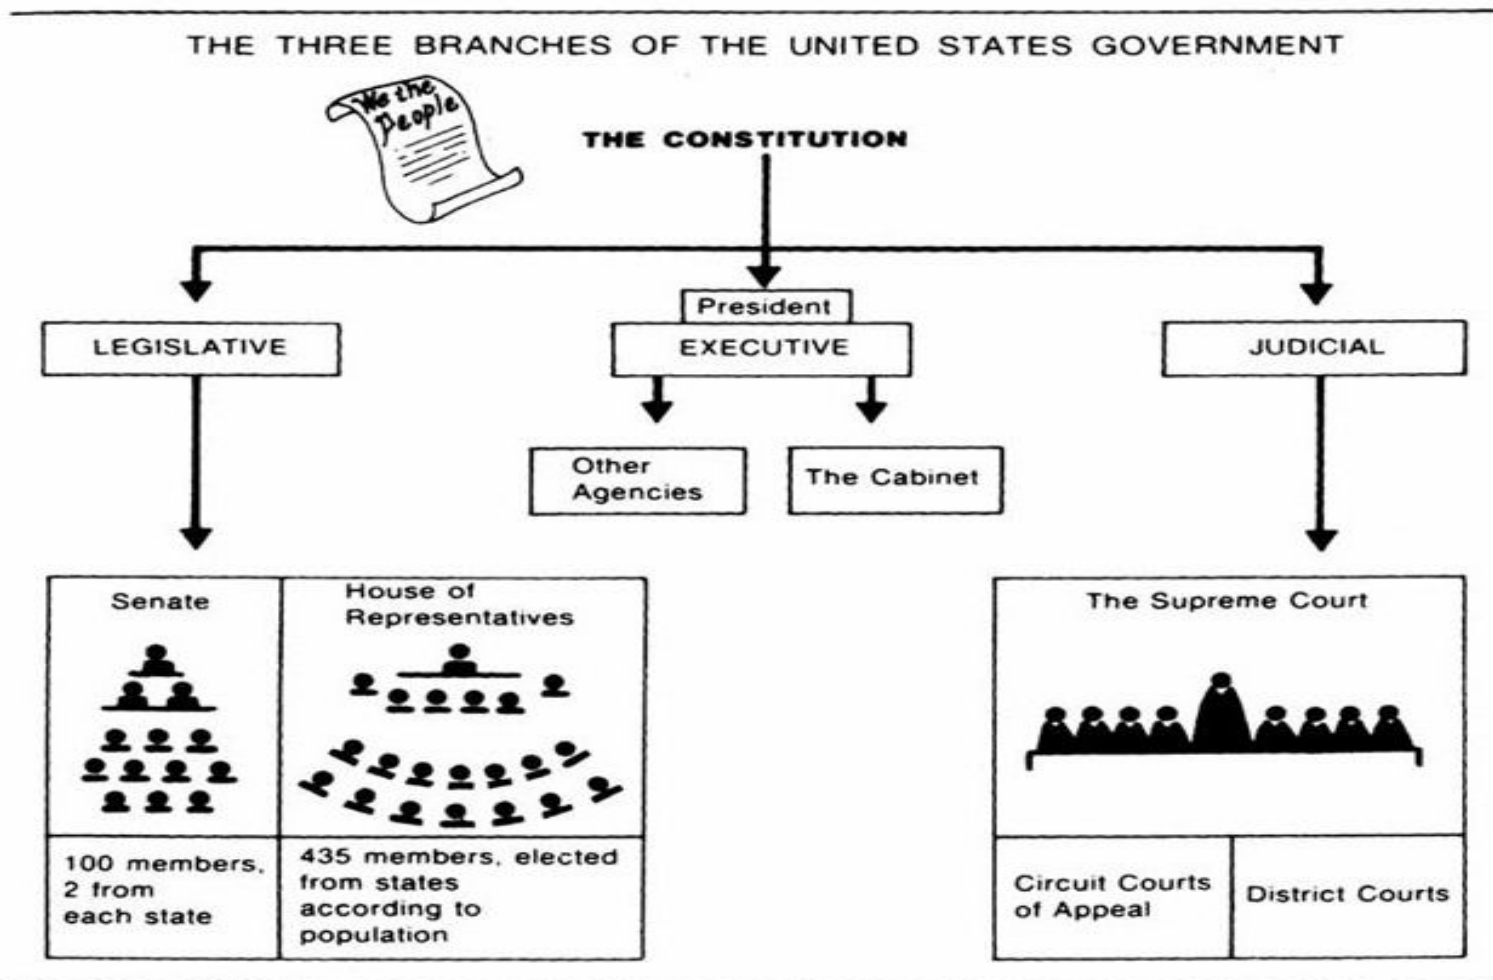 THE THREE BRANCHES OF THE UNITED STATES GOVERNMENT
We the
People
THE CONSTITUTION
LEGISLATIVE
President
EXECUTIVE
JUDICIAL
Other
Agencies
The Cabinet
Senate
House of
Representatives
The Supreme Court
100 members,
2 from
each state
435 members, elected
from states
according to
population
Circuit Courts
of Appeal
District Courts